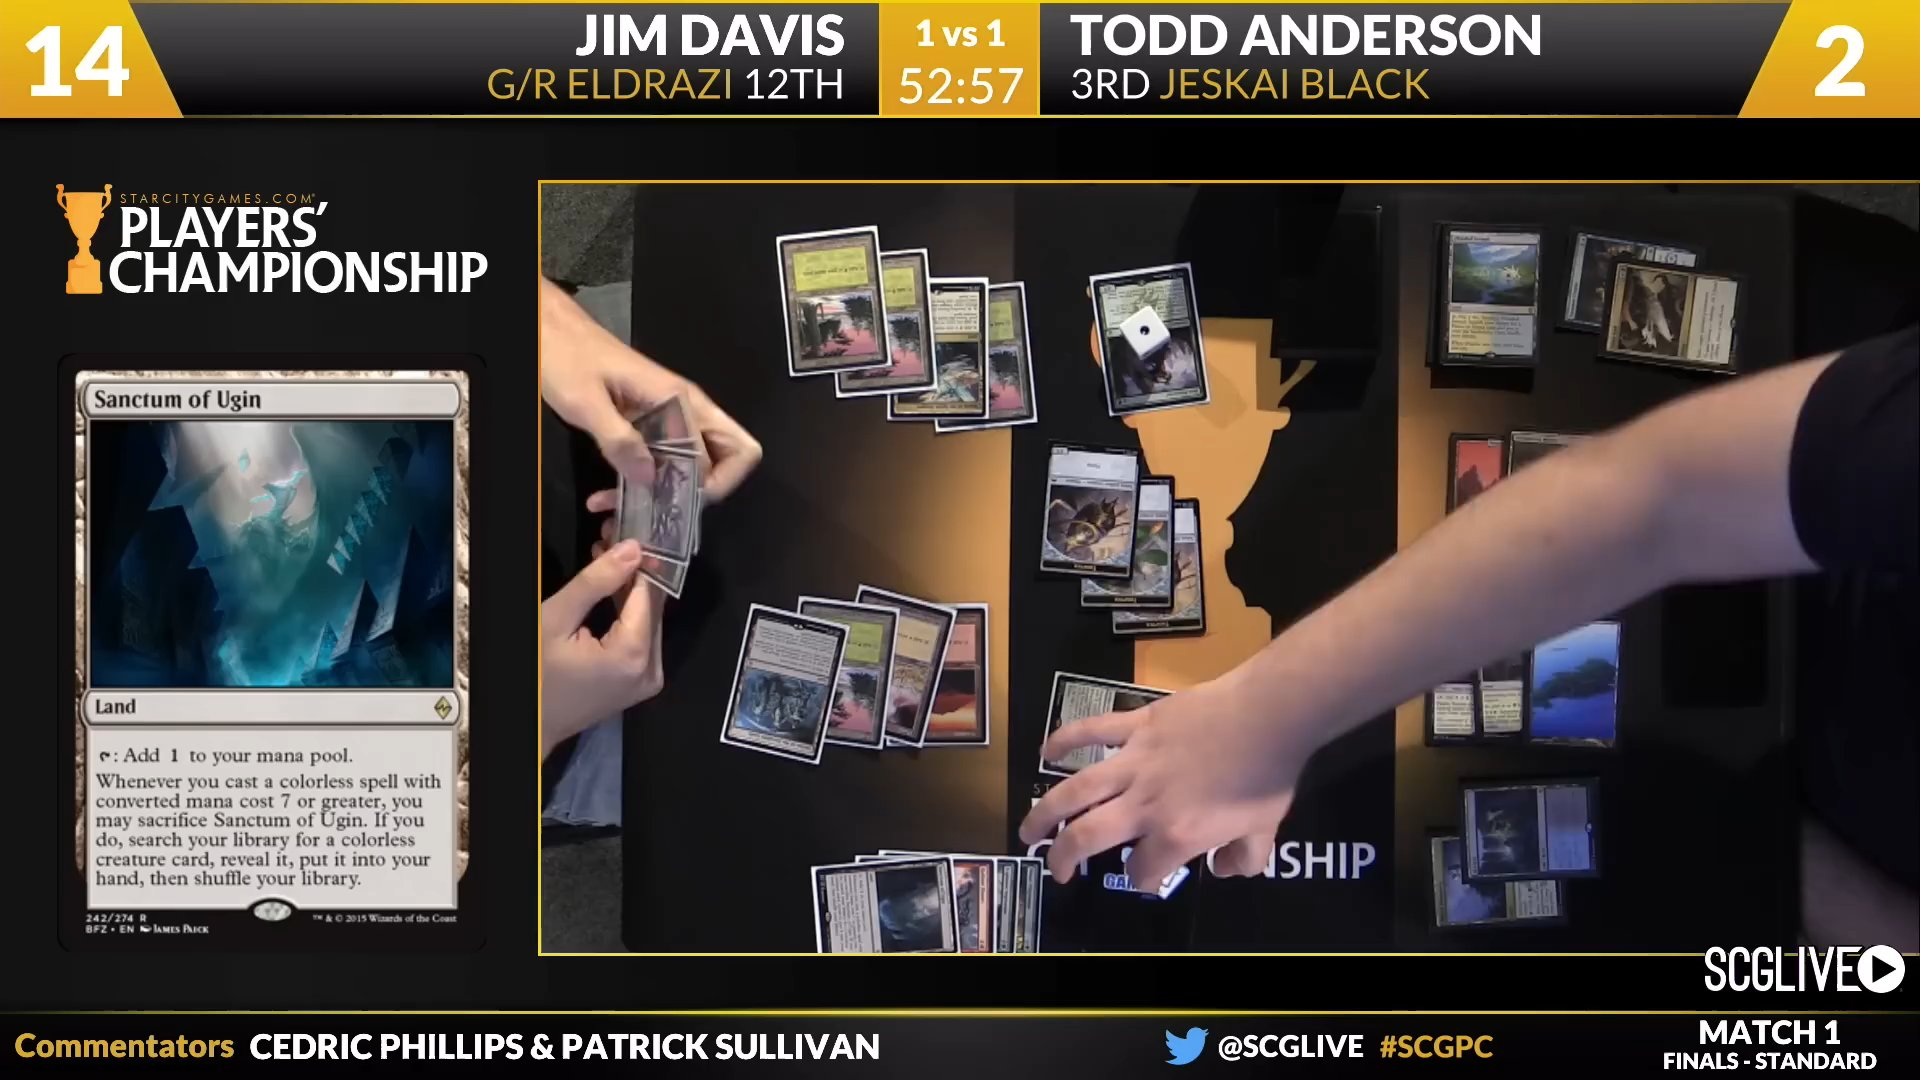 14
JIM DAVIS
G/R ELDRAZI 12TH
1 vs 1
52:57
TODD ANDERSON
3RD JESKAI BLACK
2
STARCITYGAMES.COM
PLAYERS'
CHAMPIONSHIP
Sanctum of Ugin
Land
: Add 1 to your mana pool.
Whenever you cast a colorless spell with
converted mana cost 7 or greater, you
may sacrifice Sanctum of Ugin. If you
do, search your library for a colorless
creature card, reveal it, put it into your
hand, then shuffle your library.
242/274 R
BFZ • EN JAMES PAICK
™ & © 2015 Wizards of the Coast
NSHIP
SCGLIVE
Commentators CEDRIC PHILLIPS & PATRICK SULLIVAN
@SCGLIVE #SCGPC
MATCH 1
FINALS - STANDARD